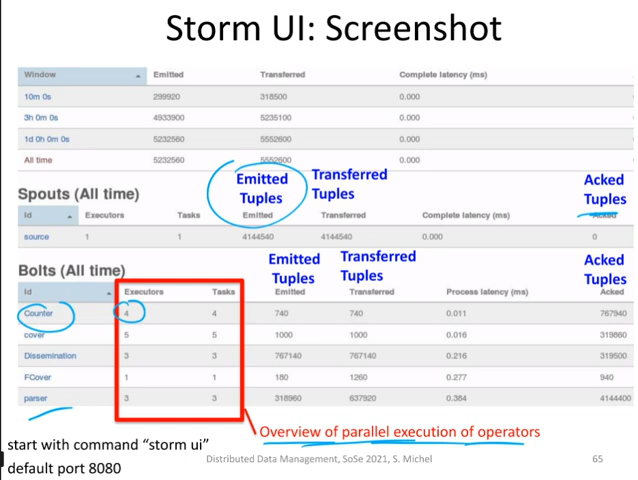 Storm UI: Screenshot
Window Emitted Transferred Complete latency (ms)
10m 0s 299920 318500 0.000
3h 0m 0s 4933900 5235100 0.000
1d 0h 0m 0s 5232560 5552600 0.000
All time 5232560 5552600 0.000
Emitted Tuples Transferred Tuples Acked Tuples
Spouts (All time)
Id Executors Tasks Emitted Transferred Complete latency (ms) Acked
source 1 1 4144540 4144540 0.000 0
Emitted Tuples Transferred Tuples Acked Tuples
Bolts (All time)
Id Executors Tasks Emitted Transferred Process latency (ms) Acked
Counter 4 4 740 740 0.011 767940
cover 5 5 1000 1000 0.016 319860
Dissemination 3 3 767140 767140 0.216 319500
FCover 1 1 180 1260 0.277 940
parser 3 3 318960 637920 0.384 4144400
Overview of parallel execution of operators
start with command “storm ui”
default port 8080
Distributed Data Management, SoSe 2021, S. Michel 65